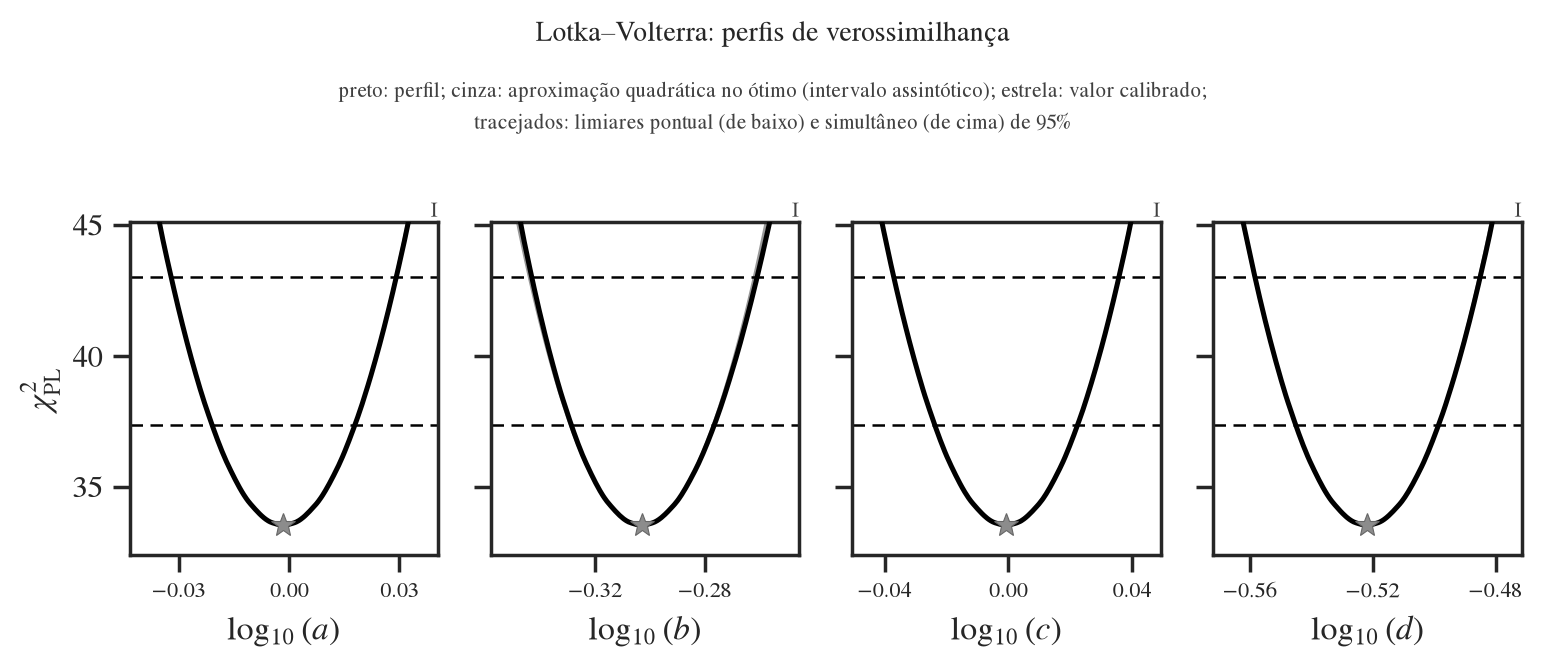 Lotka–Volterra: perfis de verossimilhança
preto: perfil; cinza: aproximação quadrática no ótimo (intervalo assintótico); estrela: valor calibrado;
tracejados: limiares pontual (de baixo) e simultâneo (de cima) de 95%
I I I I
45
40
35
χ²PL
−0.03 0.00 0.03 −0.32 −0.28 −0.04 0.00 0.04 −0.56 −0.52 −0.48
log₁₀ (a) log₁₀ (b) log₁₀ (c) log₁₀ (d)